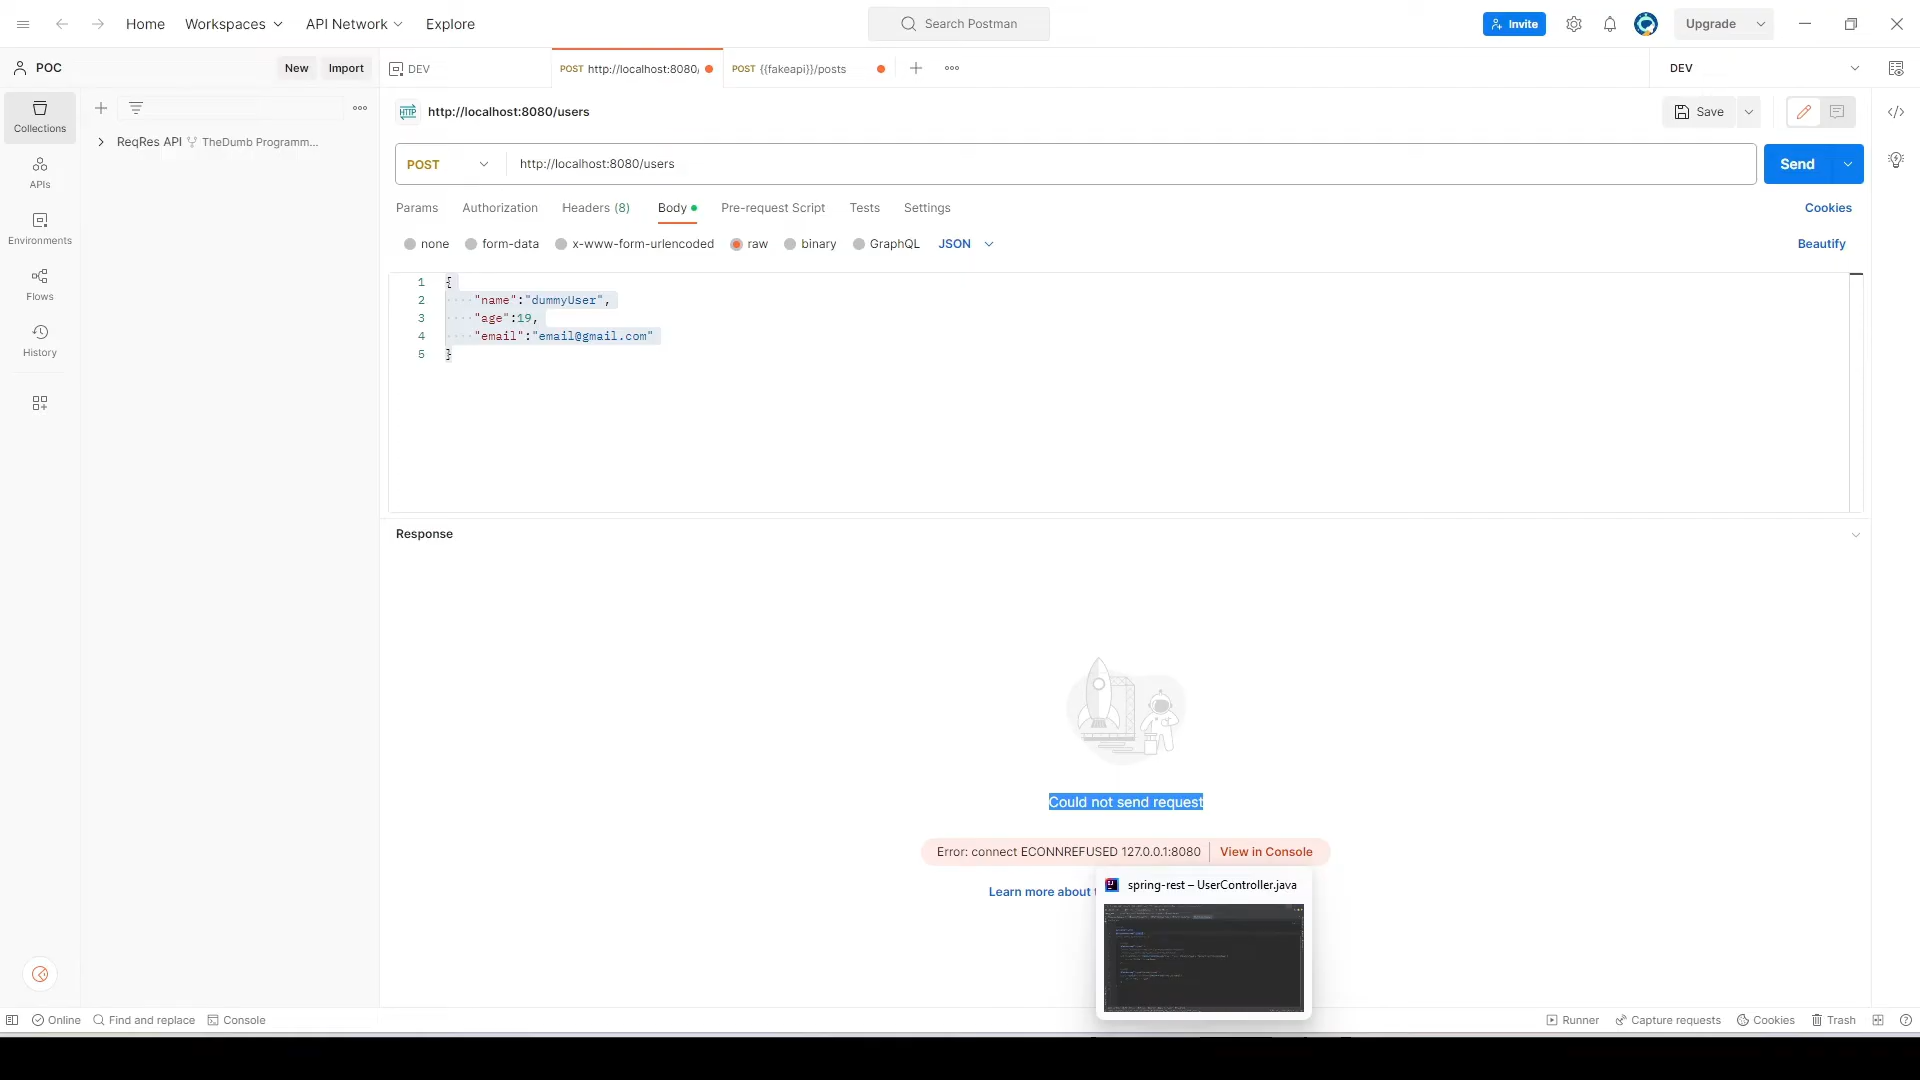 Home Workspaces API Network Explore Search Postman Invite Upgrade
POC New Import DEV POST http://localhost:8080/ POST {{fakeapi}}/posts DEV
Collections
http://localhost:8080/users Save
ReqRes API TheDumb Programm...
APIs
POST http://localhost:8080/users Send
Params Authorization Headers (8) Body Pre-request Script Tests Settings Cookies
Environments
none form-data x-www-form-urlencoded raw binary GraphQL JSON Beautify
Flows
History
1 {
2 "name":"dummyUser",
3 "age":19,
4 "email":"email@gmail.com"
5 }
Response
Could not send request
Error: connect ECONNREFUSED 127.0.0.1:8080 View in Console
Learn more about
spring-rest – UserController.java
Online Find and replace Console Runner Capture requests Cookies Trash